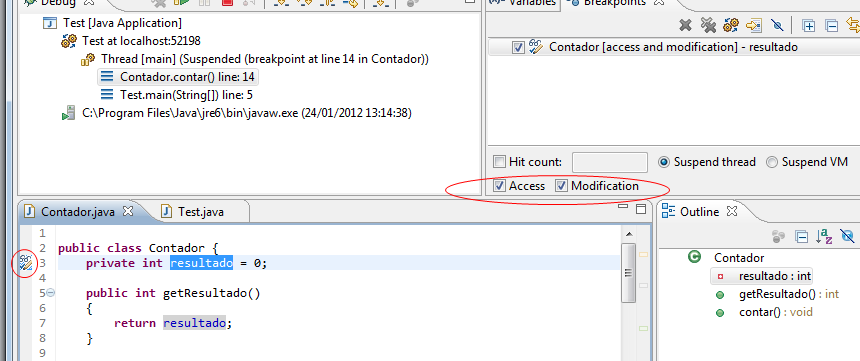 Debug
Test [Java Application]
Test at localhost:52198
Thread [main] (Suspended (breakpoint at line 14 in Contador))
Contador.contar() line: 14
Test.main(String[]) line: 5
C:\Program Files\Java\jre6\bin\javaw.exe (24/01/2012 13:14:38)
(x)= Variables
Breakpoints
Contador [access and modification] - resultado
Hit count:
Suspend thread
Suspend VM
Access
Modification
Contador.java
Test.java
1
2 public class Contador {
3 private int resultado = 0;
4
5 public int getResultado()
6 {
7 return resultado;
8 }
9
Outline
Contador
resultado : int
getResultado() : int
contar() : void